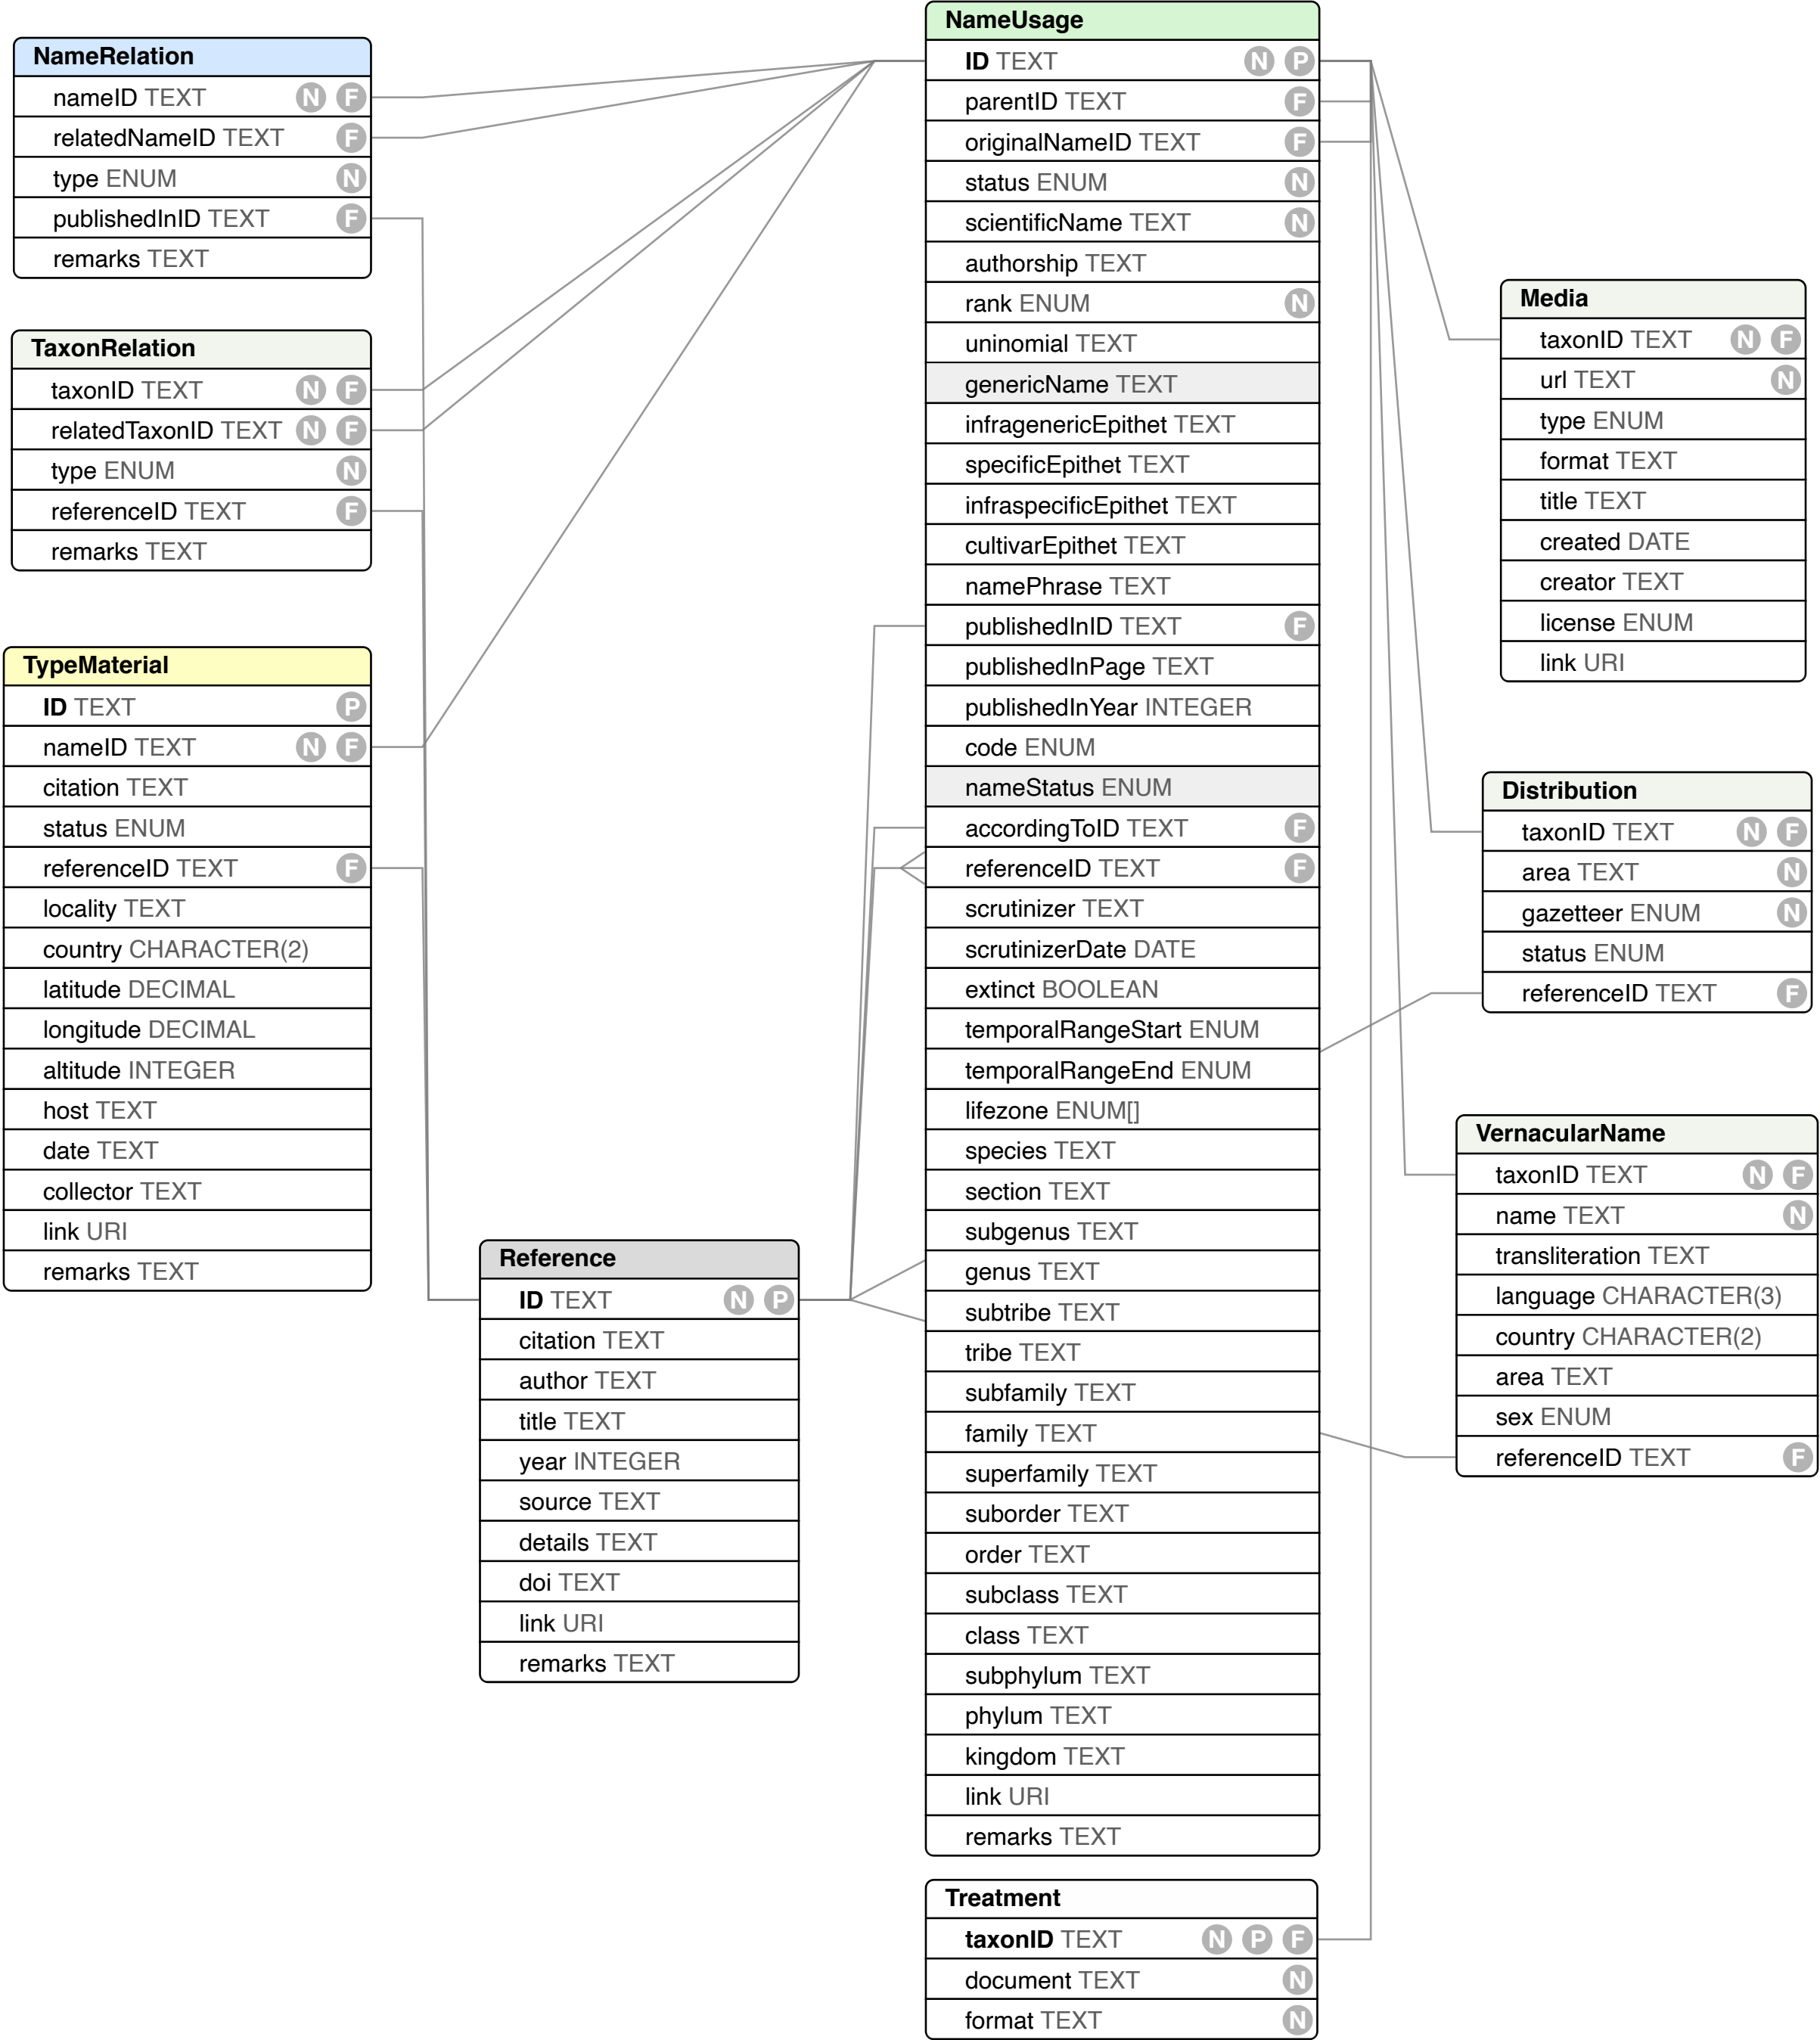 NameRelation
nameID TEXT N F
relatedNameID TEXT F
type ENUM N
publishedInID TEXT F
remarks TEXT
TaxonRelation
taxonID TEXT N F
relatedTaxonID TEXT N F
type ENUM N
referenceID TEXT F
remarks TEXT
TypeMaterial
ID TEXT P
nameID TEXT N F
citation TEXT
status ENUM
referenceID TEXT F
locality TEXT
country CHARACTER(2)
latitude DECIMAL
longitude DECIMAL
altitude INTEGER
host TEXT
date TEXT
collector TEXT
link URI
remarks TEXT
Reference
ID TEXT N P
citation TEXT
author TEXT
title TEXT
year INTEGER
source TEXT
details TEXT
doi TEXT
link URI
remarks TEXT
NameUsage
ID TEXT N P
parentID TEXT F
originalNameID TEXT F
status ENUM N
scientificName TEXT N
authorship TEXT
rank ENUM N
uninomial TEXT
genericName TEXT
infragenericEpithet TEXT
specificEpithet TEXT
infraspecificEpithet TEXT
cultivarEpithet TEXT
namePhrase TEXT
publishedInID TEXT F
publishedInPage TEXT
publishedInYear INTEGER
code ENUM
nameStatus ENUM
accordingToID TEXT F
referenceID TEXT F
scrutinizer TEXT
scrutinizerDate DATE
extinct BOOLEAN
temporalRangeStart ENUM
temporalRangeEnd ENUM
lifezone ENUM[]
species TEXT
section TEXT
subgenus TEXT
genus TEXT
subtribe TEXT
tribe TEXT
subfamily TEXT
family TEXT
superfamily TEXT
suborder TEXT
order TEXT
subclass TEXT
class TEXT
subphylum TEXT
phylum TEXT
kingdom TEXT
link URI
remarks TEXT
Treatment
taxonID TEXT N P F
document TEXT N
format TEXT N
Media
taxonID TEXT N F
url TEXT N
type ENUM
format TEXT
title TEXT
created DATE
creator TEXT
license ENUM
link URI
Distribution
taxonID TEXT N F
area TEXT N
gazetteer ENUM N
status ENUM
referenceID TEXT F
VernacularName
taxonID TEXT N F
name TEXT N
transliteration TEXT
language CHARACTER(3)
country CHARACTER(2)
area TEXT
sex ENUM
referenceID TEXT F